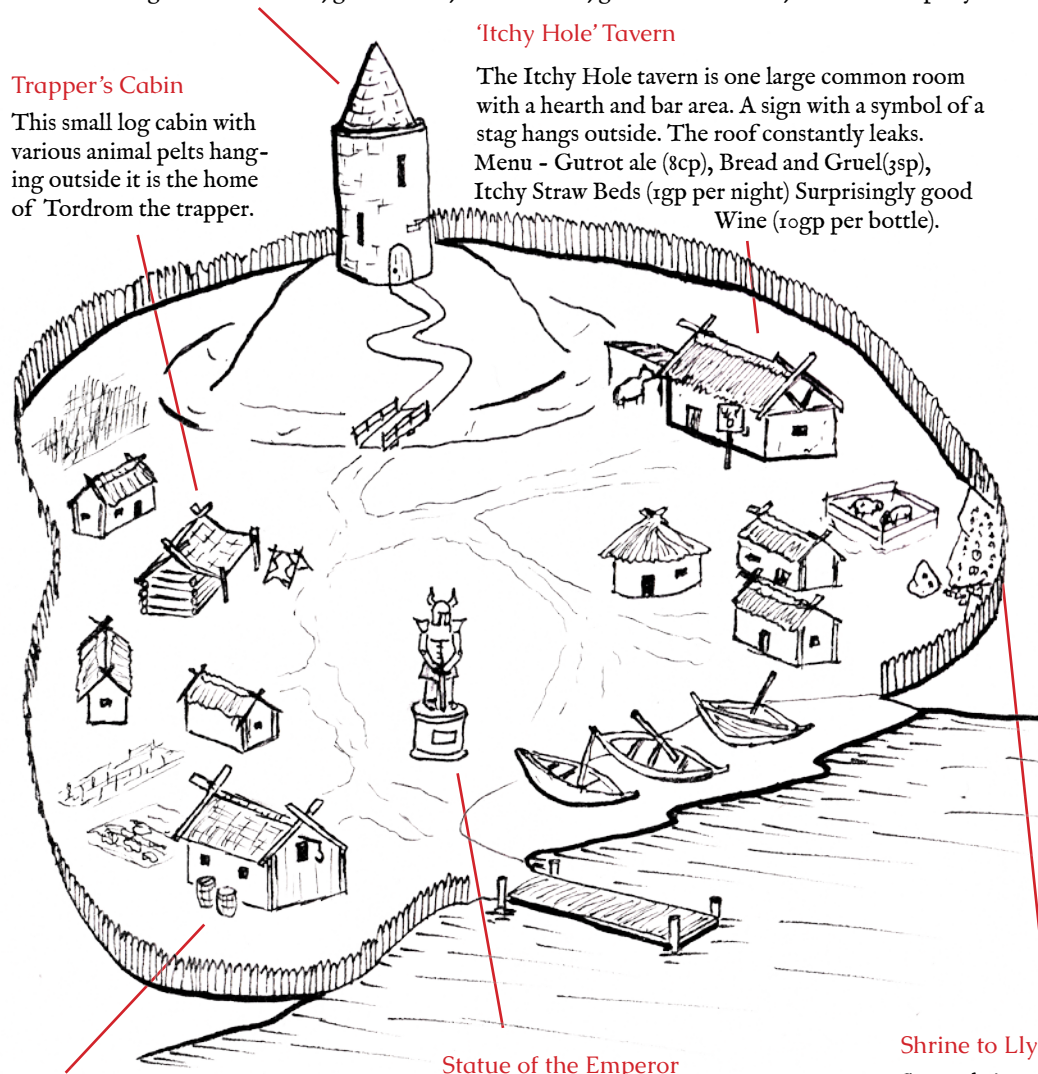 'Itchy Hole' Tavern
The Itchy Hole tavern is one large common room
with a hearth and bar area. A sign with a symbol of a
stag hangs outside. The roof constantly leaks.
Menu - Gutrot ale (8cp), Bread and Gruel(3sp),
Itchy Straw Beds (1gp per night) Surprisingly good
Wine (10gp per bottle).
Trapper's Cabin
This small log cabin with
various animal pelts hang-
ing outside it is the home
of Tordrom the trapper.
Statue of the Emperor
Shrine to Lly